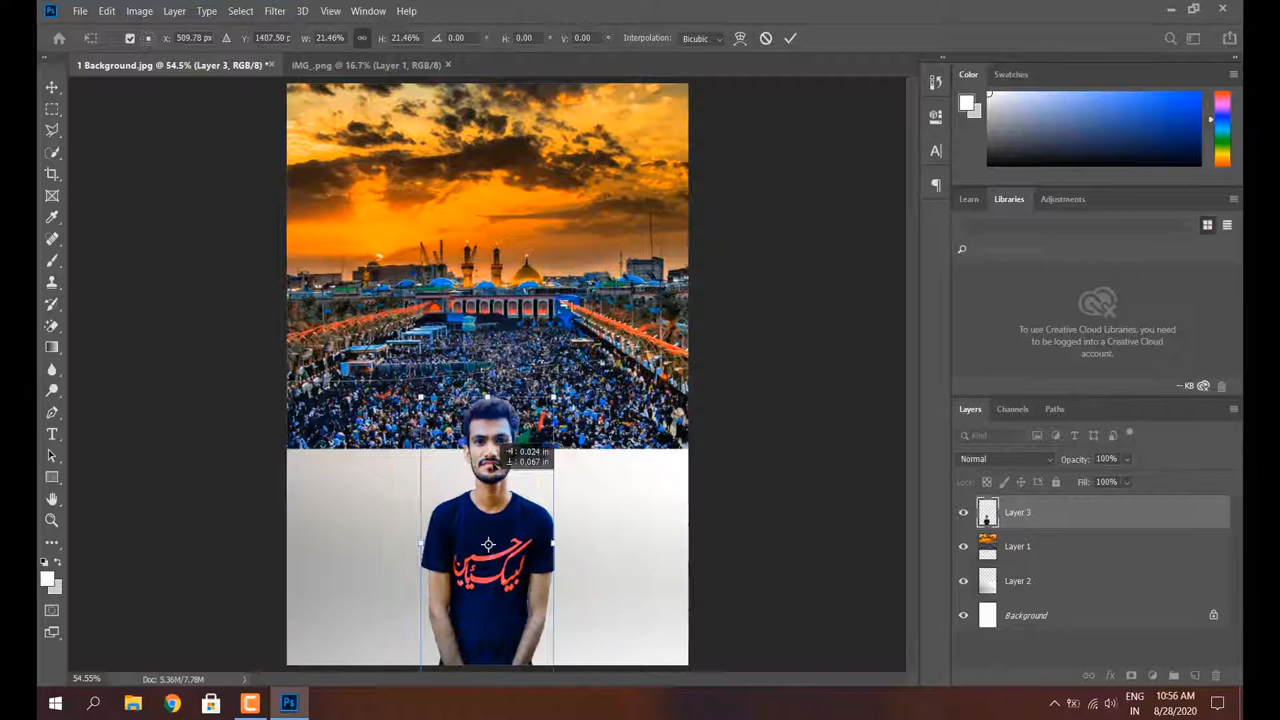 Ps File Edit Image Layer Type Select Filter 3D View Window Help
X: 509.78 px Y: 1487.50 px W: 21.46% H: 21.46% 0.00 ° H: 0.00 ° V: 0.00 ° Interpolation: Bicubic
1 Background.jpg @ 54.5% (Layer 3, RGB/8) * × IMG_.png @ 16.7% (Layer 1, RGB/8) ×
Color Swatches
Learn Libraries Adjustments
To use Creative Cloud Libraries, you need
to be logged into a Creative Cloud
account.
-- KB
Layers Channels Paths
Kind
Normal Opacity: 100%
Lock: Fill: 100%
Layer 3
Layer 1
Layer 2
Background
: 0.024 in
: 0.067 in
لبیک یا حسین
54.55% Doc: 5.36M/7.78M
Ps
ENG
IN
10:56 AM
8/28/2020